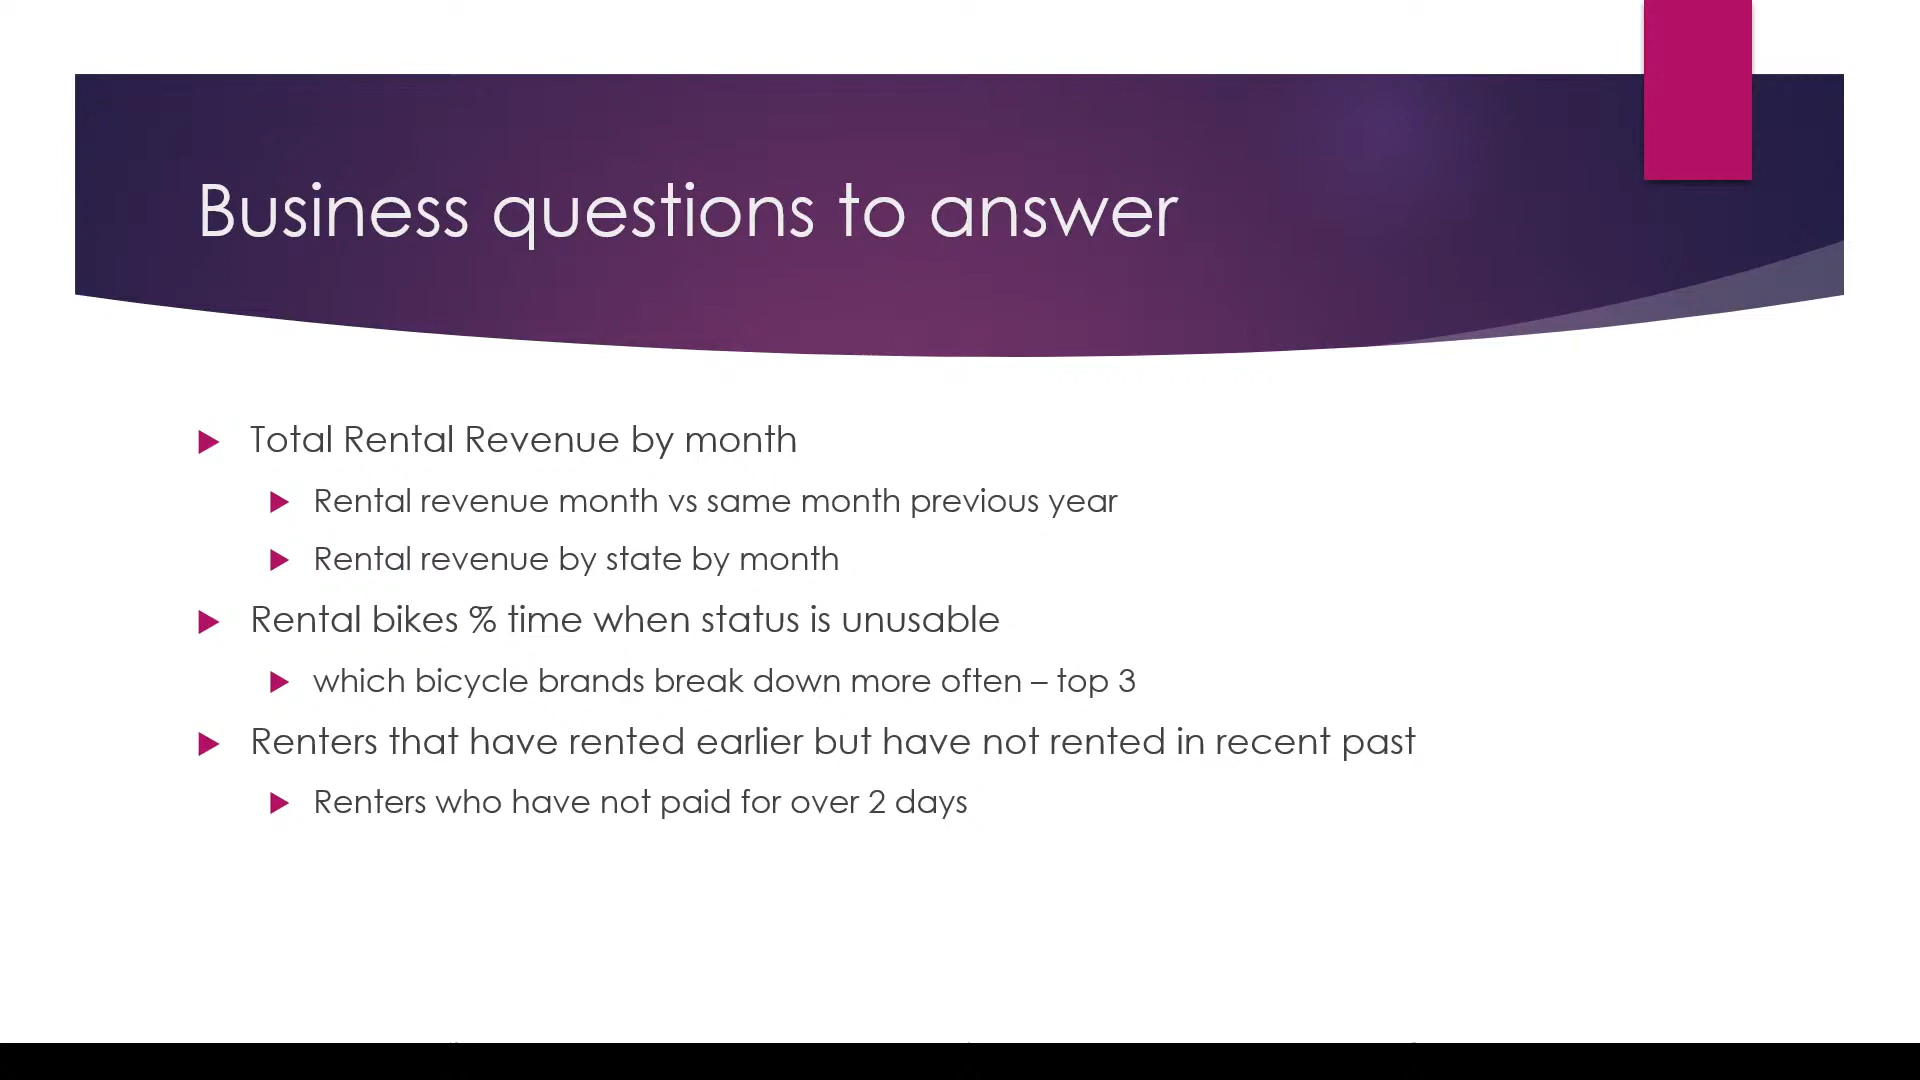 Business questions to answer
Total Rental Revenue by month
Rental revenue month vs same month previous year
Rental revenue by state by month
Rental bikes % time when status is unusable
which bicycle brands break down more often – top 3
Renters that have rented earlier but have not rented in recent past
Renters who have not paid for over 2 days